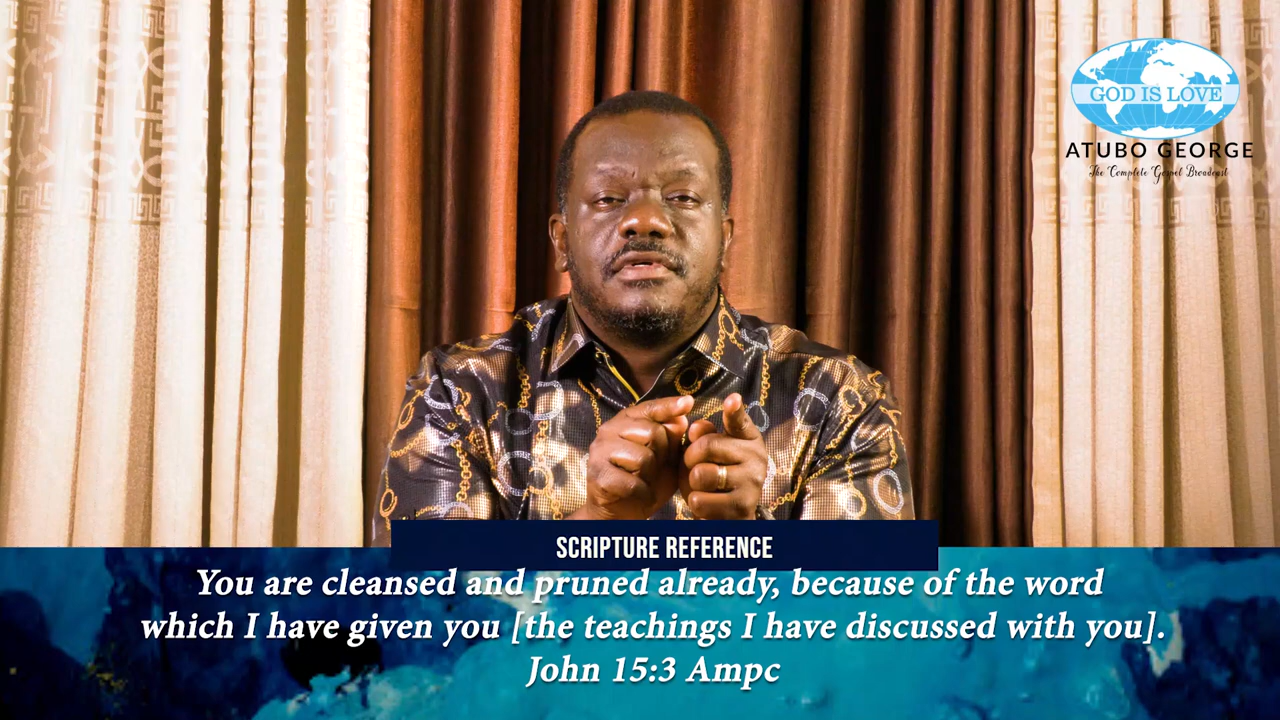 GOD IS LOVE
ATUBO GEORGE
The Complete Gospel Broadcast
SCRIPTURE REFERENCE
You are cleansed and pruned already, because of the word
which I have given you [the teachings I have discussed with you].
John 15:3 Ampc